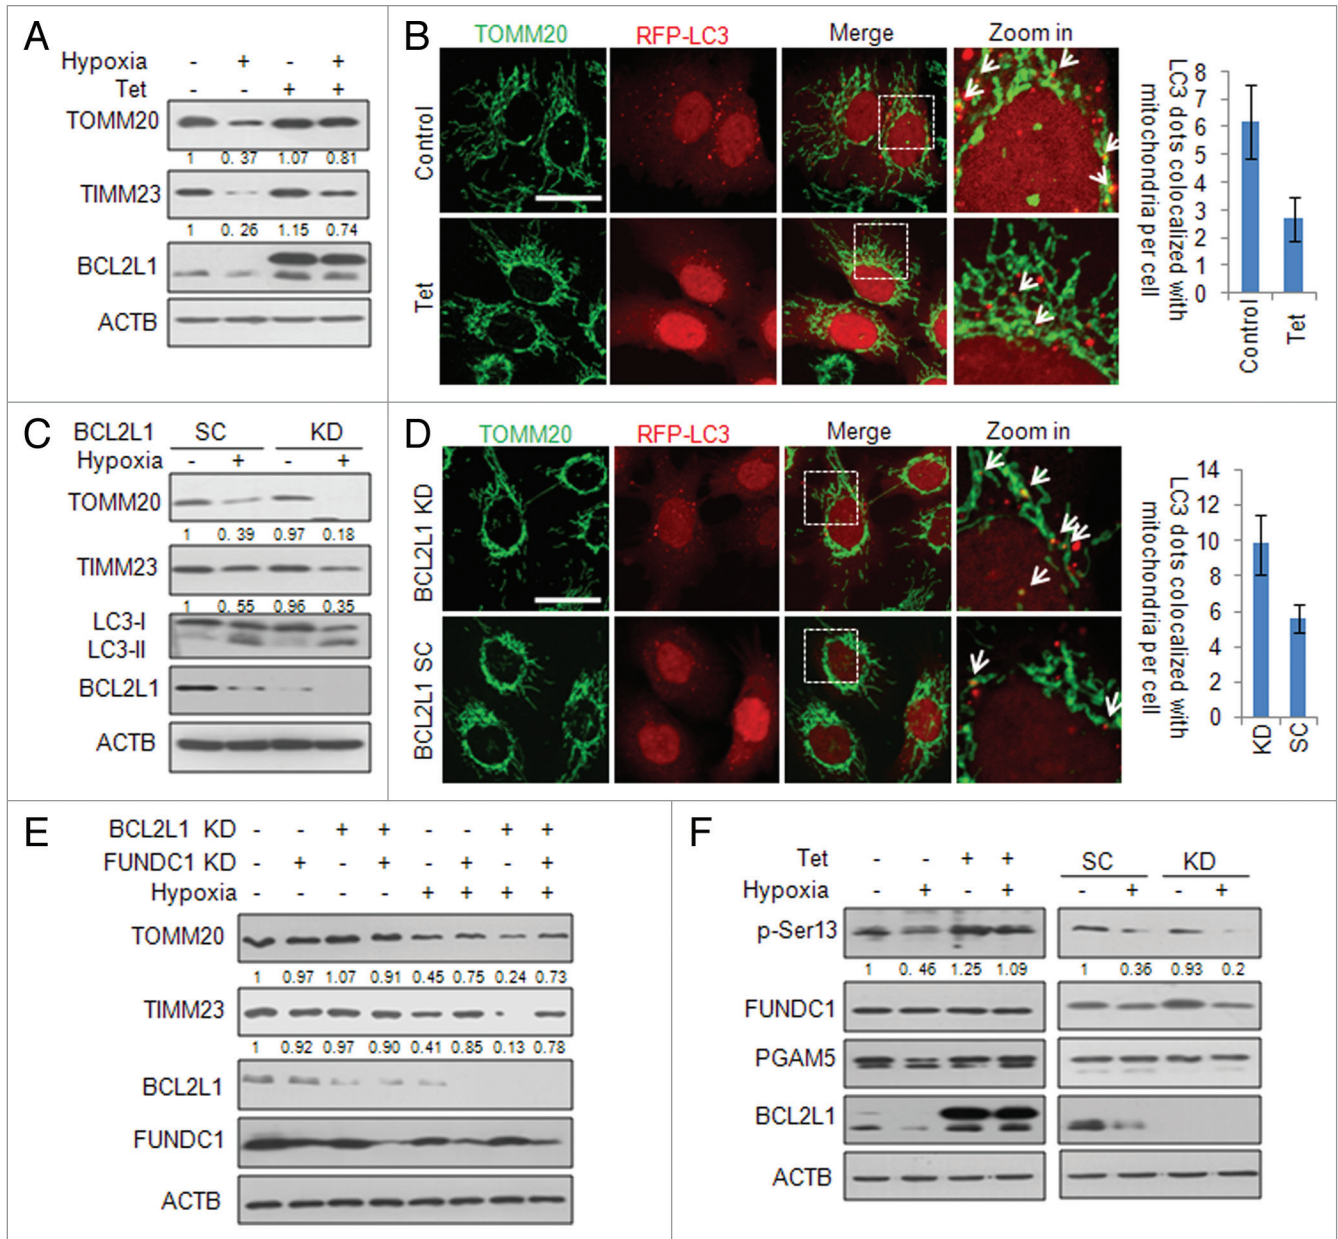 A
Hypoxia - + - +
Tet - - + +
TOMM20
1 0. 37 1.07 0.81
TIMM23
1 0. 26 1.15 0.74
BCL2L1
ACTB
B
TOMM20 RFP-LC3 Merge Zoom in
Control
Tet
LC3 dots colocalized with
mitochondria per cell
8
7
6
5
4
3
2
1
0
Control
Tet
C
BCL2L1 SC KD
Hypoxia - + - +
TOMM20
1 0. 39 0.97 0.18
TIMM23
1 0. 55 0.96 0.35
LC3-I
LC3-II
BCL2L1
ACTB
D
TOMM20 RFP-LC3 Merge Zoom in
BCL2L1 KD
BCL2L1 SC
LC3 dots colocalized with
mitochondria per cell
14
12
10
8
6
4
2
0
KD
SC
E
BCL2L1 KD - - + + - - + +
FUNDC1 KD - + - + - + - +
Hypoxia - - - - + + + +
TOMM20
1 0.97 1.07 0.91 0.45 0.75 0.24 0.73
TIMM23
1 0.92 0.97 0.90 0.41 0.85 0.13 0.78
BCL2L1
FUNDC1
ACTB
F
Tet - - + + SC KD
Hypoxia - + - + - + - +
p-Ser13
1 0. 46 1.25 1.09 1 0.36 0.93 0.2
FUNDC1
PGAM5
BCL2L1
ACTB